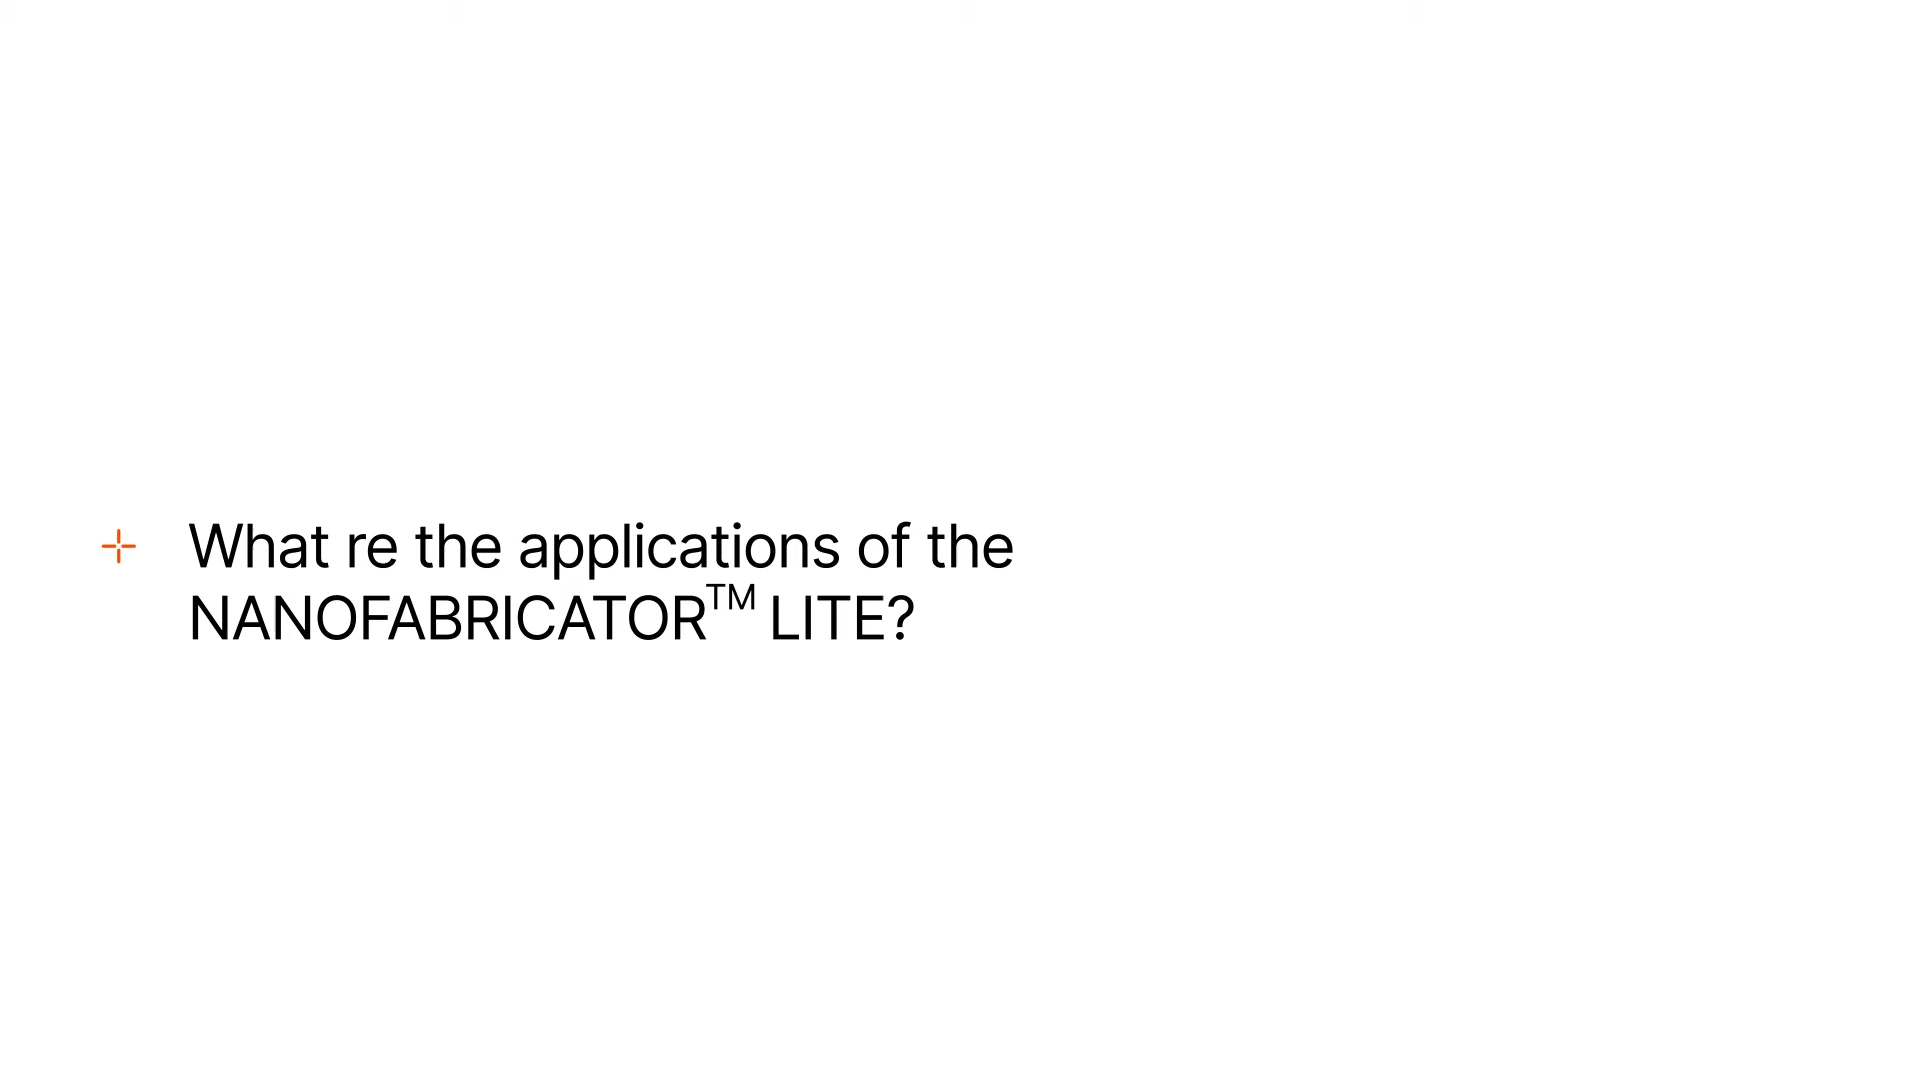 What re the applications of the
NANOFABRICATOR™ LITE?